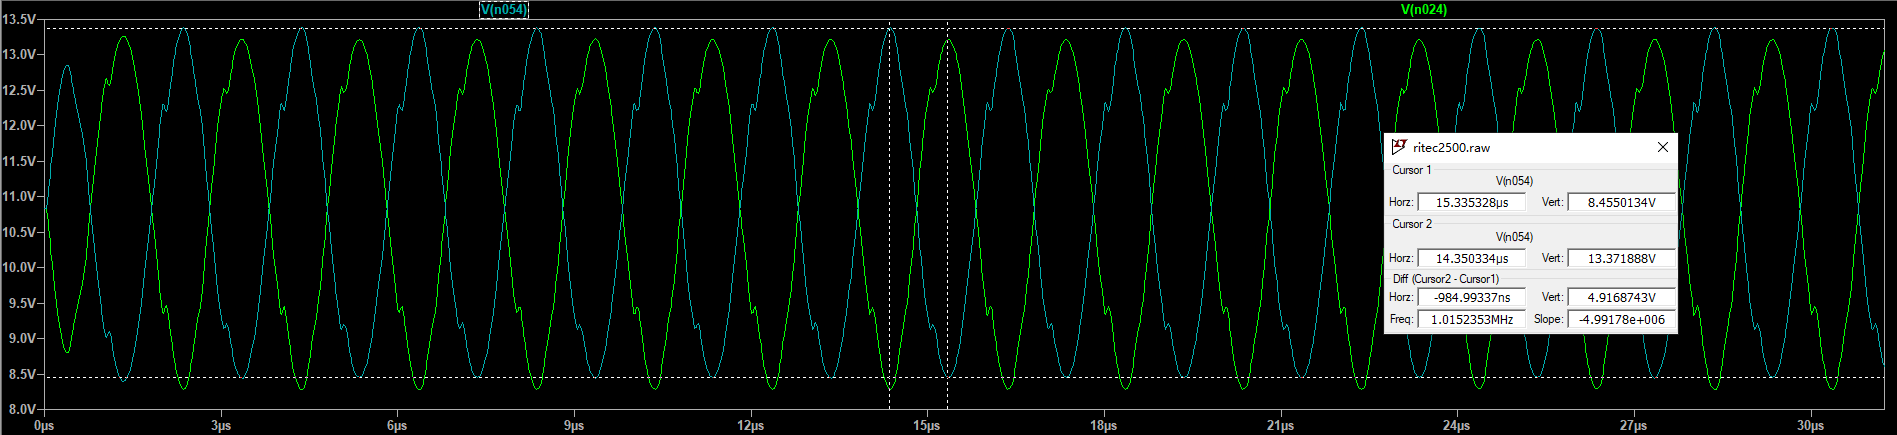 V(n054) V(n024)
13.5V
13.0V
12.5V
12.0V
11.5V
11.0V
10.5V
10.0V
9.5V
9.0V
8.5V
8.0V
0µs 3µs 6µs 9µs 12µs 15µs 18µs 21µs 24µs 27µs 30µs
ritec2500.raw
Cursor 1
V(n054)
Horz: 15.335328µs Vert: 8.4550134V
Cursor 2
V(n054)
Horz: 14.350334µs Vert: 13.371888V
Diff (Cursor2 - Cursor1)
Horz: -984.99337ns Vert: 4.9168743V
Freq: 1.0152353MHz Slope: -4.99178e+006